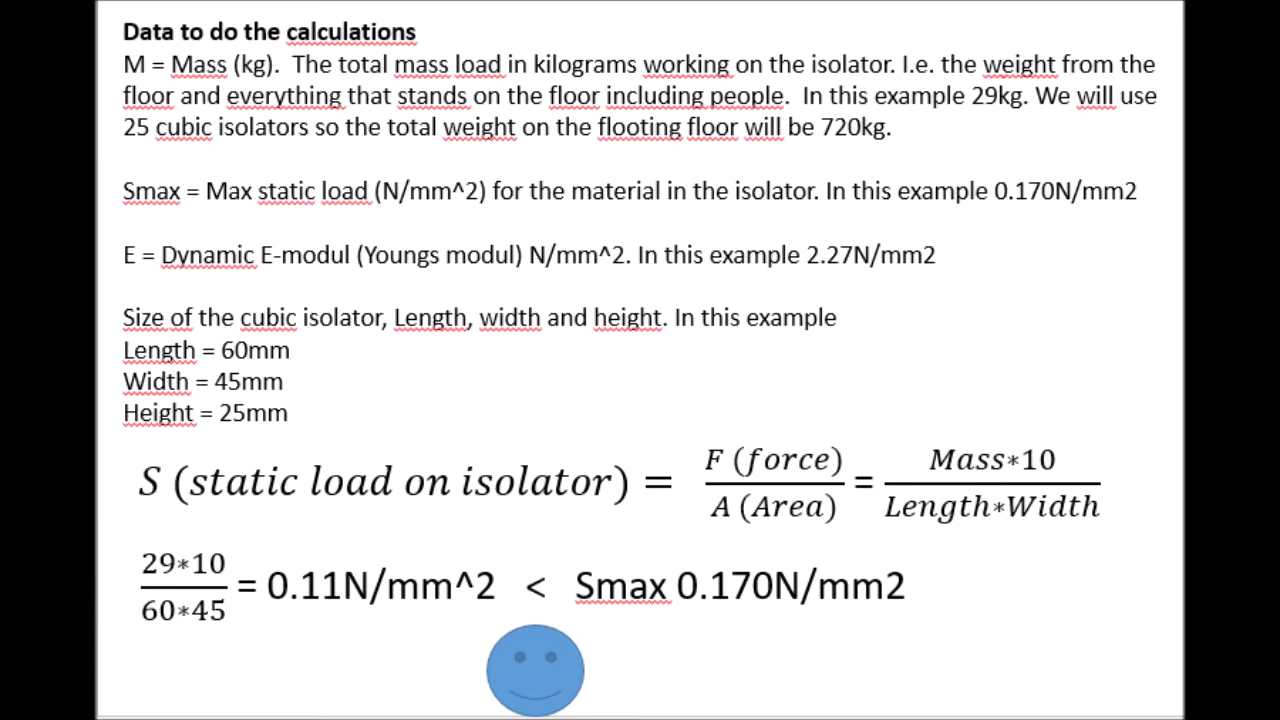 Data to do the calculations
M = Mass (kg).  The total mass load in kilograms working on the isolator. I.e. the weight from the
floor and everything that stands on the floor including people.  In this example 29kg. We will use
25 cubic isolators so the total weight on the flooting floor will be 720kg.
Smax = Max static load (N/mm^2) for the material in the isolator. In this example 0.170N/mm2
E = Dynamic E-modul (Youngs modul) N/mm^2. In this example 2.27N/mm2
Size of the cubic isolator, Length, width and height. In this example
Length = 60mm
Width = 45mm
Height = 25mm
S (static load on isolator) = F (force) / A (Area) = Mass*10 / Length*Width
29*10 / 60*45 = 0.11N/mm^2 < Smax 0.170N/mm2